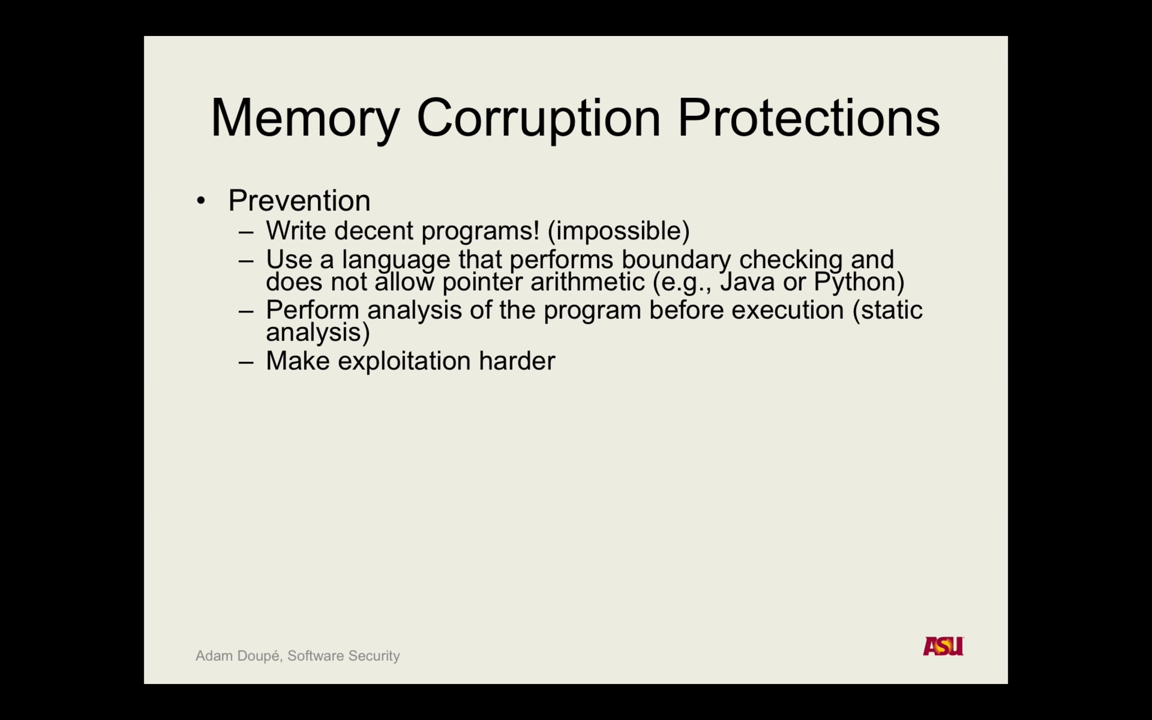 Memory Corruption Protections
• Prevention
– Write decent programs! (impossible)
– Use a language that performs boundary checking and
does not allow pointer arithmetic (e.g., Java or Python)
– Perform analysis of the program before execution (static
analysis)
– Make exploitation harder
Adam Doupé, Software Security
ASU